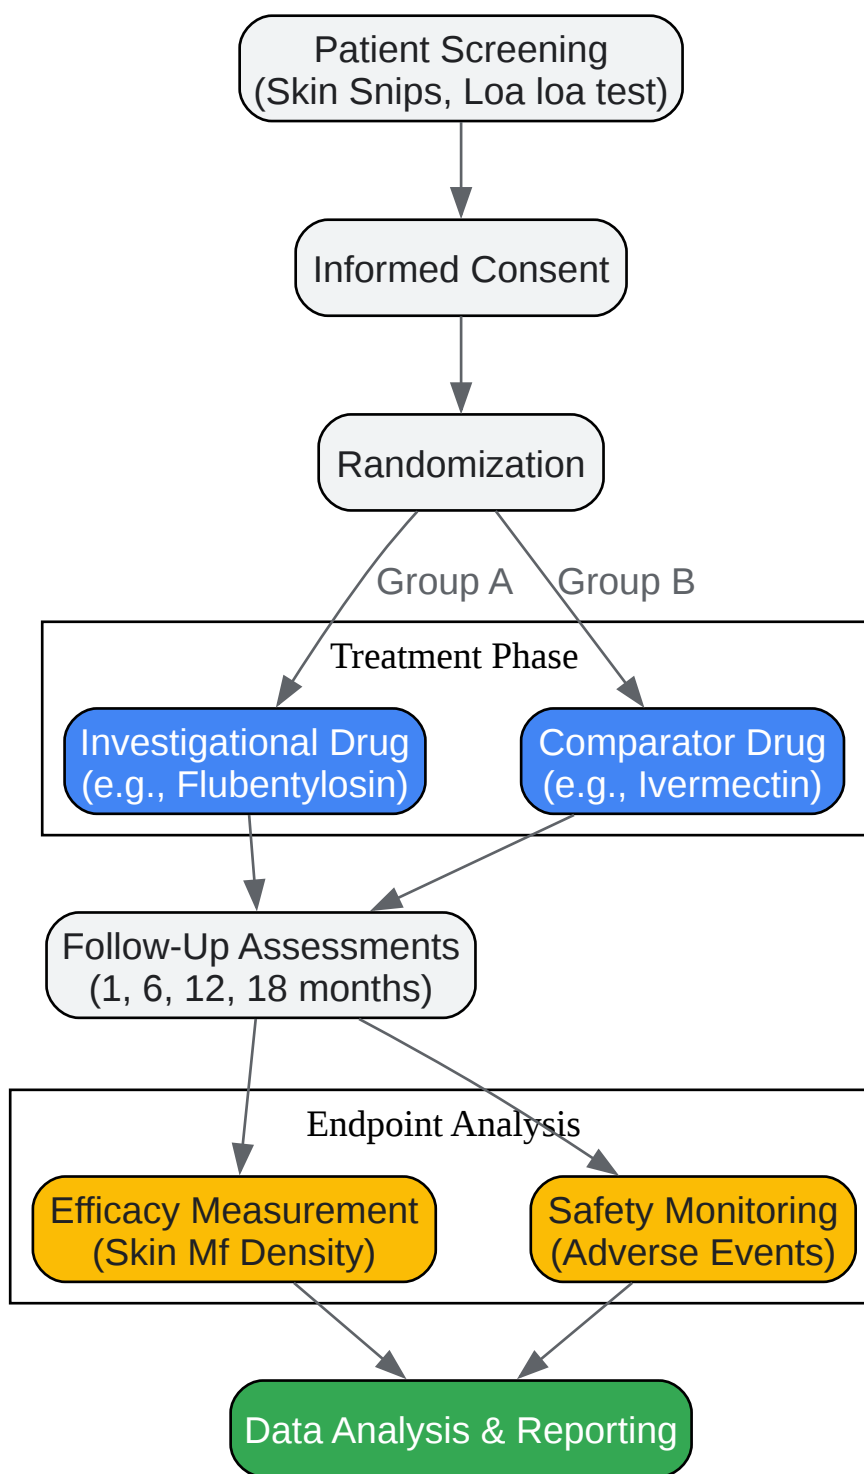 Patient Screening
(Skin Snips, Loa loa test)
Informed Consent
Randomization
Group A
Group B
Treatment Phase
Investigational Drug
(e.g., Flubentylosin)
Comparator Drug
(e.g., Ivermectin)
Follow-Up Assessments
(1, 6, 12, 18 months)
Endpoint Analysis
Efficacy Measurement
(Skin Mf Density)
Safety Monitoring
(Adverse Events)
Data Analysis & Reporting